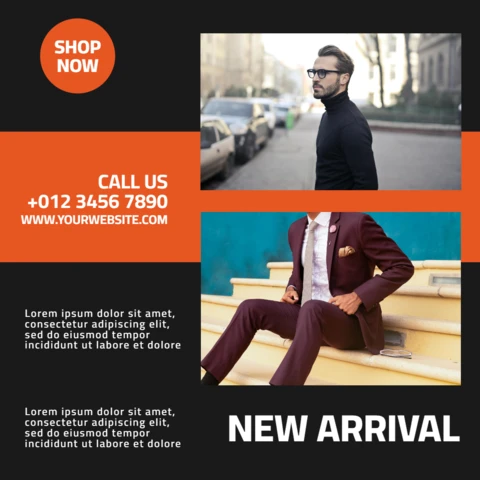 SHOP
NOW
CALL US
+012 3456 7890
WWW.YOURWEBSITE.COM
Lorem ipsum dolor sit amet,
consectetur adipiscing elit,
sed do eiusmod tempor
incididunt ut labore et dolore
Lorem ipsum dolor sit amet,
consectetur adipiscing elit,
sed do eiusmod tempor
incididunt ut labore et dolore
NEW ARRIVAL